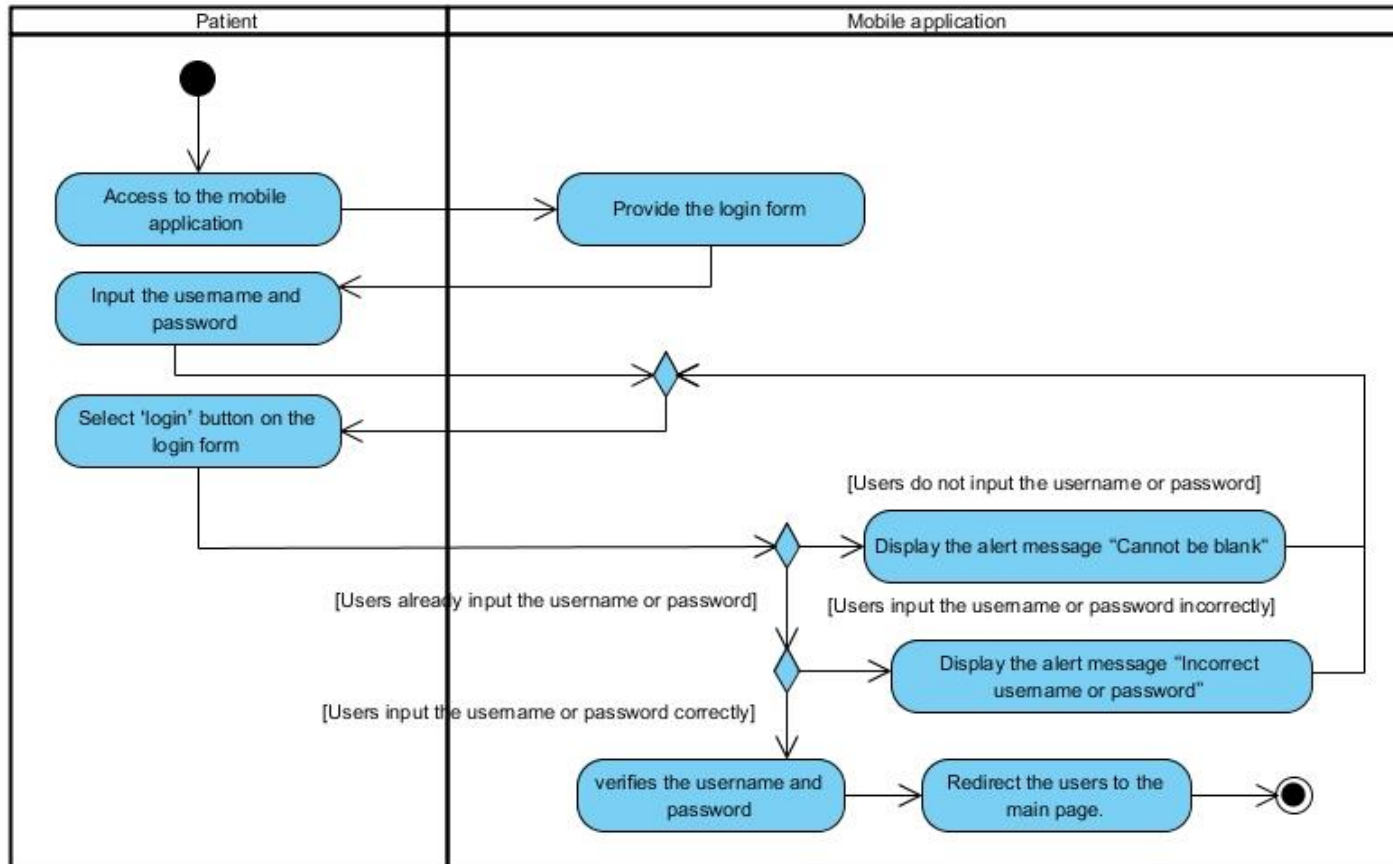 Patient
Mobile application
Access to the mobile
application
Provide the login form
Input the username and
password
Select ‘login’ button on the
login form
[Users do not input the username or password]
Display the alert message “Cannot be blank“
[Users already input the username or password]
[Users input the username or password incorrectly]
Display the alert message “Incorrect
username or password”
[Users input the username or password correctly]
verifies the username and
password
Redirect the users to the
main page.